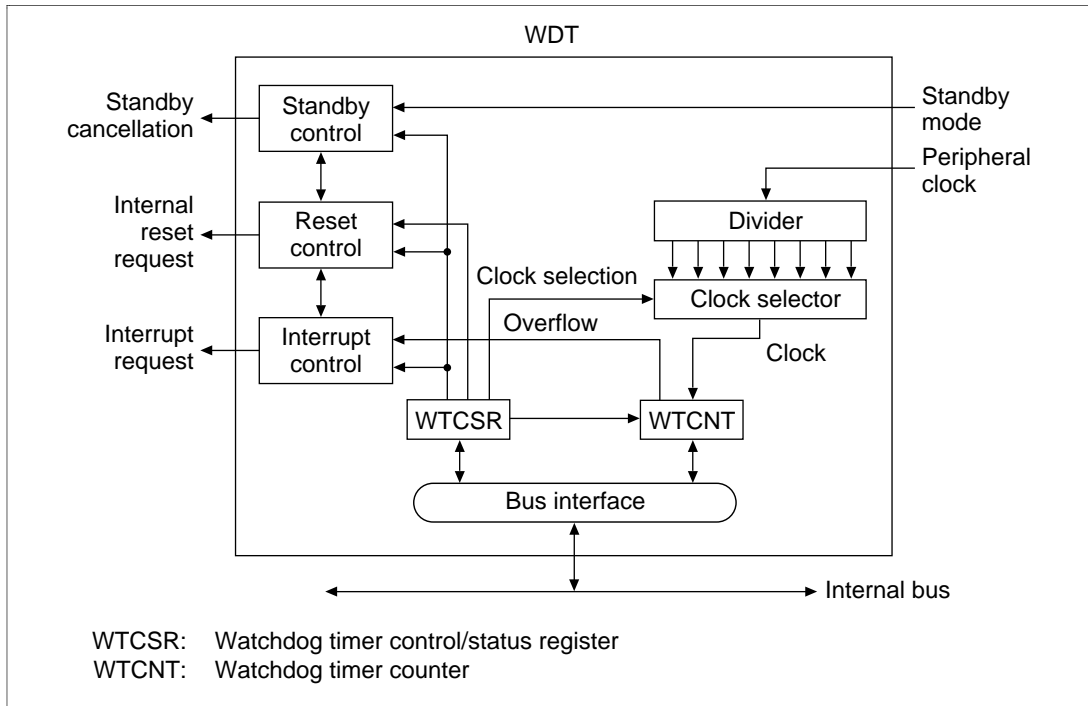 WDT
Standby
cancellation
Standby
control
Standby
mode
Peripheral
clock
Internal
reset
request
Reset
control
Divider
Clock selection
Clock selector
Interrupt
request
Interrupt
control
Overflow
Clock
WTCSR
WTCNT
Bus interface
Internal bus
WTCSR: Watchdog timer control/status register
WTCNT: Watchdog timer counter